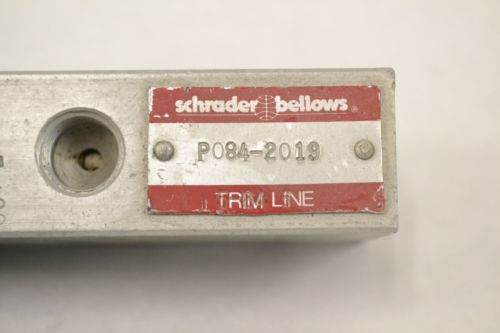 schrader bellows ®
P084-2019
TRIM LINE